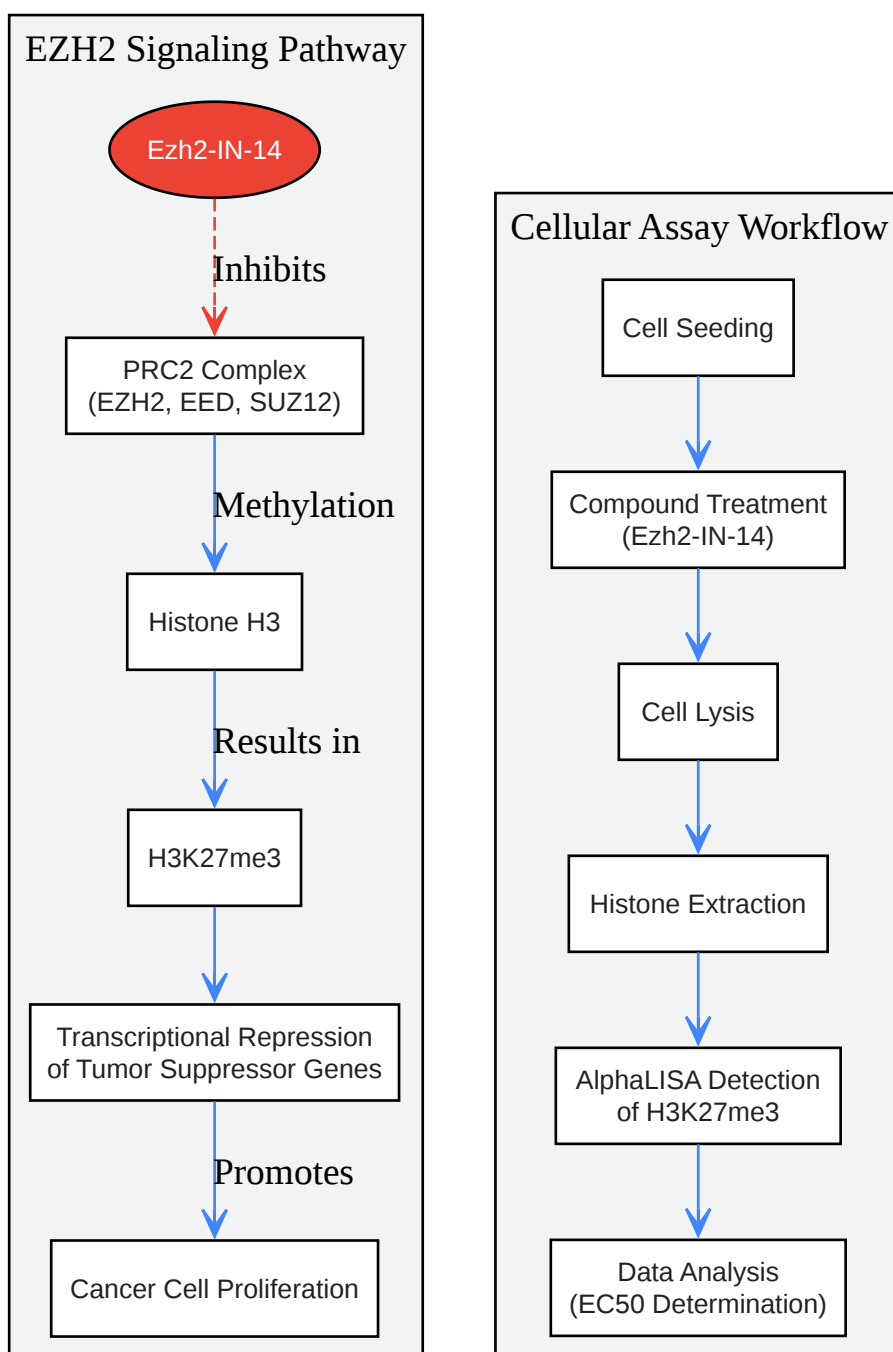 EZH2 Signaling Pathway
Ezh2-IN-14
Inhibits
PRC2 Complex
(EZH2, EED, SUZ12)
Methylation
Histone H3
Results in
H3K27me3
Transcriptional Repression
of Tumor Suppressor Genes
Promotes
Cancer Cell Proliferation
Cellular Assay Workflow
Cell Seeding
Compound Treatment
(Ezh2-IN-14)
Cell Lysis
Histone Extraction
AlphaLISA Detection
of H3K27me3
Data Analysis
(EC50 Determination)